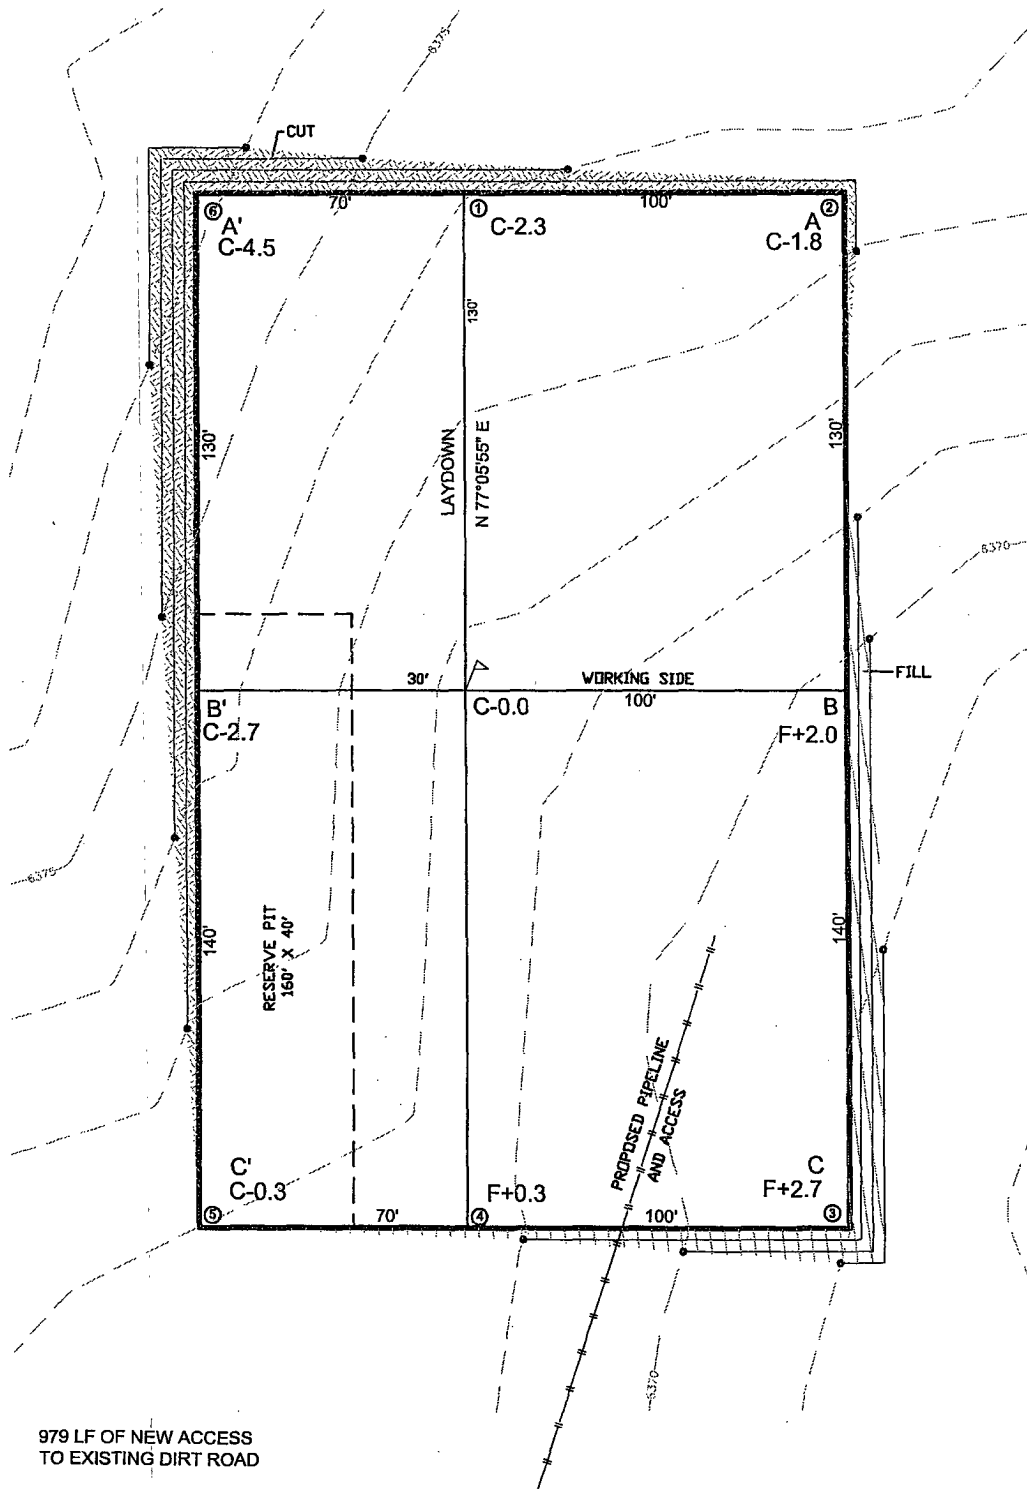 6375
CUT
70'
100'
⑥
①
②
A'
C-4.5
C-2.3
A
C-1.8
130'
130'
130'
LAYDOWN
N 77°05'55" E
6370
FILL
30'
WORKING SIDE
100'
B'
C-2.7
C-0.0
B
F+2.0
6375
140'
RESERVE PIT
160' X 40'
140'
PROPOSED PIPELINE
AND ACCESS
C'
C-0.3
F+0.3
C
F+2.7
⑤
70'
④
100'
③
6370
979 LF OF NEW ACCESS
TO EXISTING DIRT ROAD